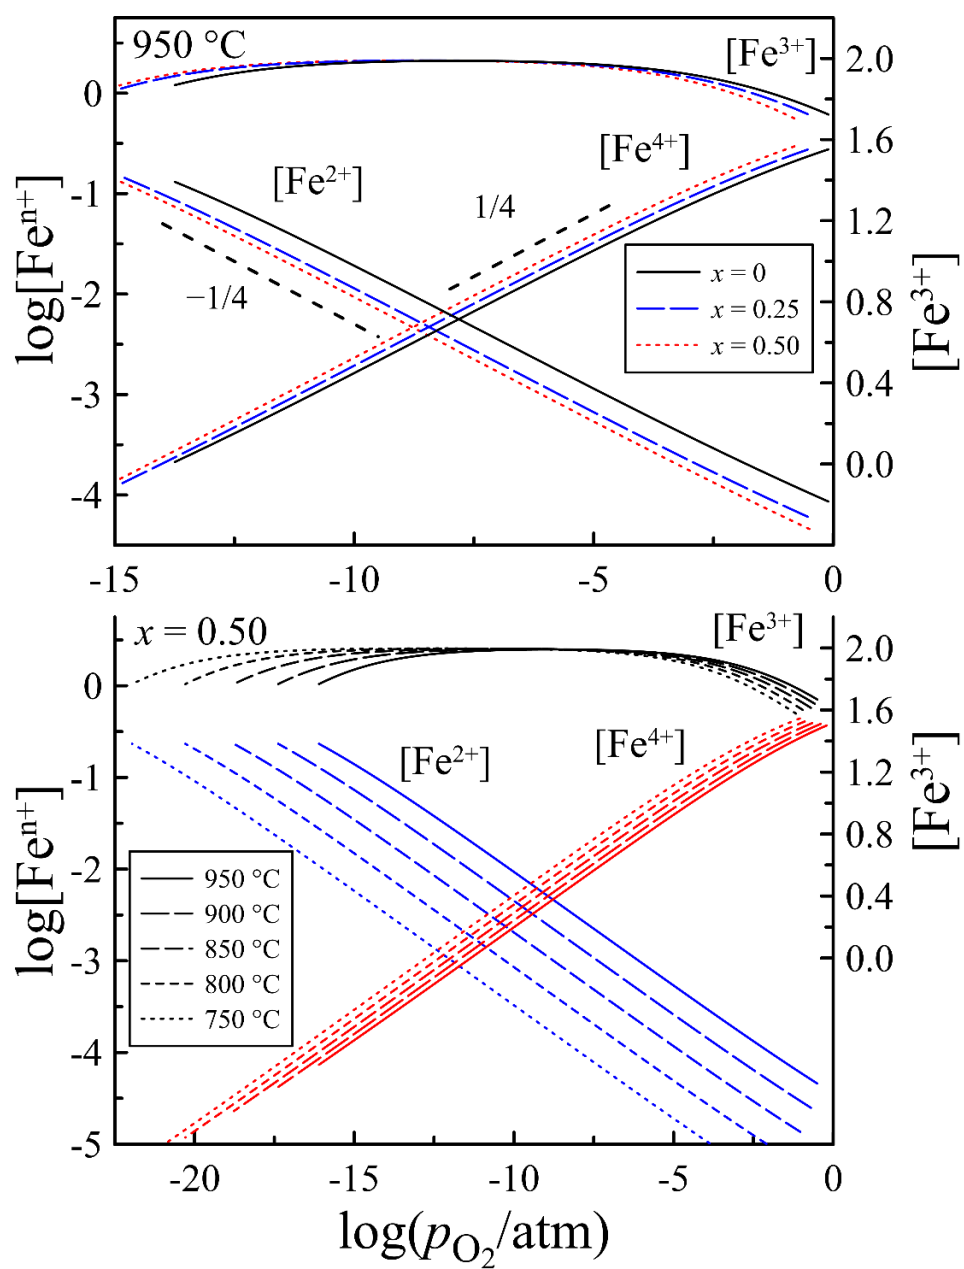 950 °C
[Fe3+]
[Fe4+]
[Fe2+]
1/4
−1/4
x = 0
x = 0.25
x = 0.50
log[Fen+]
0
-1
-2
-3
-4
[Fe3+]
2.0
1.6
1.2
0.8
0.4
0.0
-15
-10
-5
0
x = 0.50
[Fe3+]
[Fe4+]
[Fe2+]
950 °C
900 °C
850 °C
800 °C
750 °C
log[Fen+]
0
-1
-2
-3
-4
-5
[Fe3+]
2.0
1.6
1.2
0.8
0.4
0.0
-20
-15
-10
-5
0
log(pO2/atm)